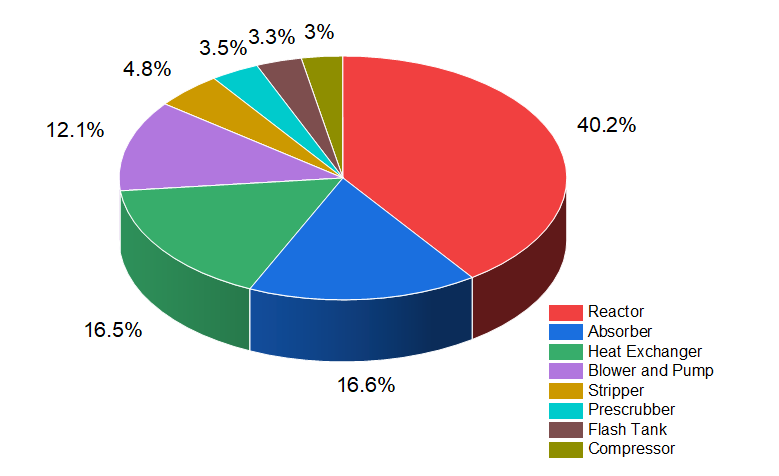 3%
3.3%
3.5%
4.8%
40.2%
12.1%
16.5%
16.6%
Reactor
Absorber
Heat Exchanger
Blower and Pump
Stripper
Prescrubber
Flash Tank
Compressor